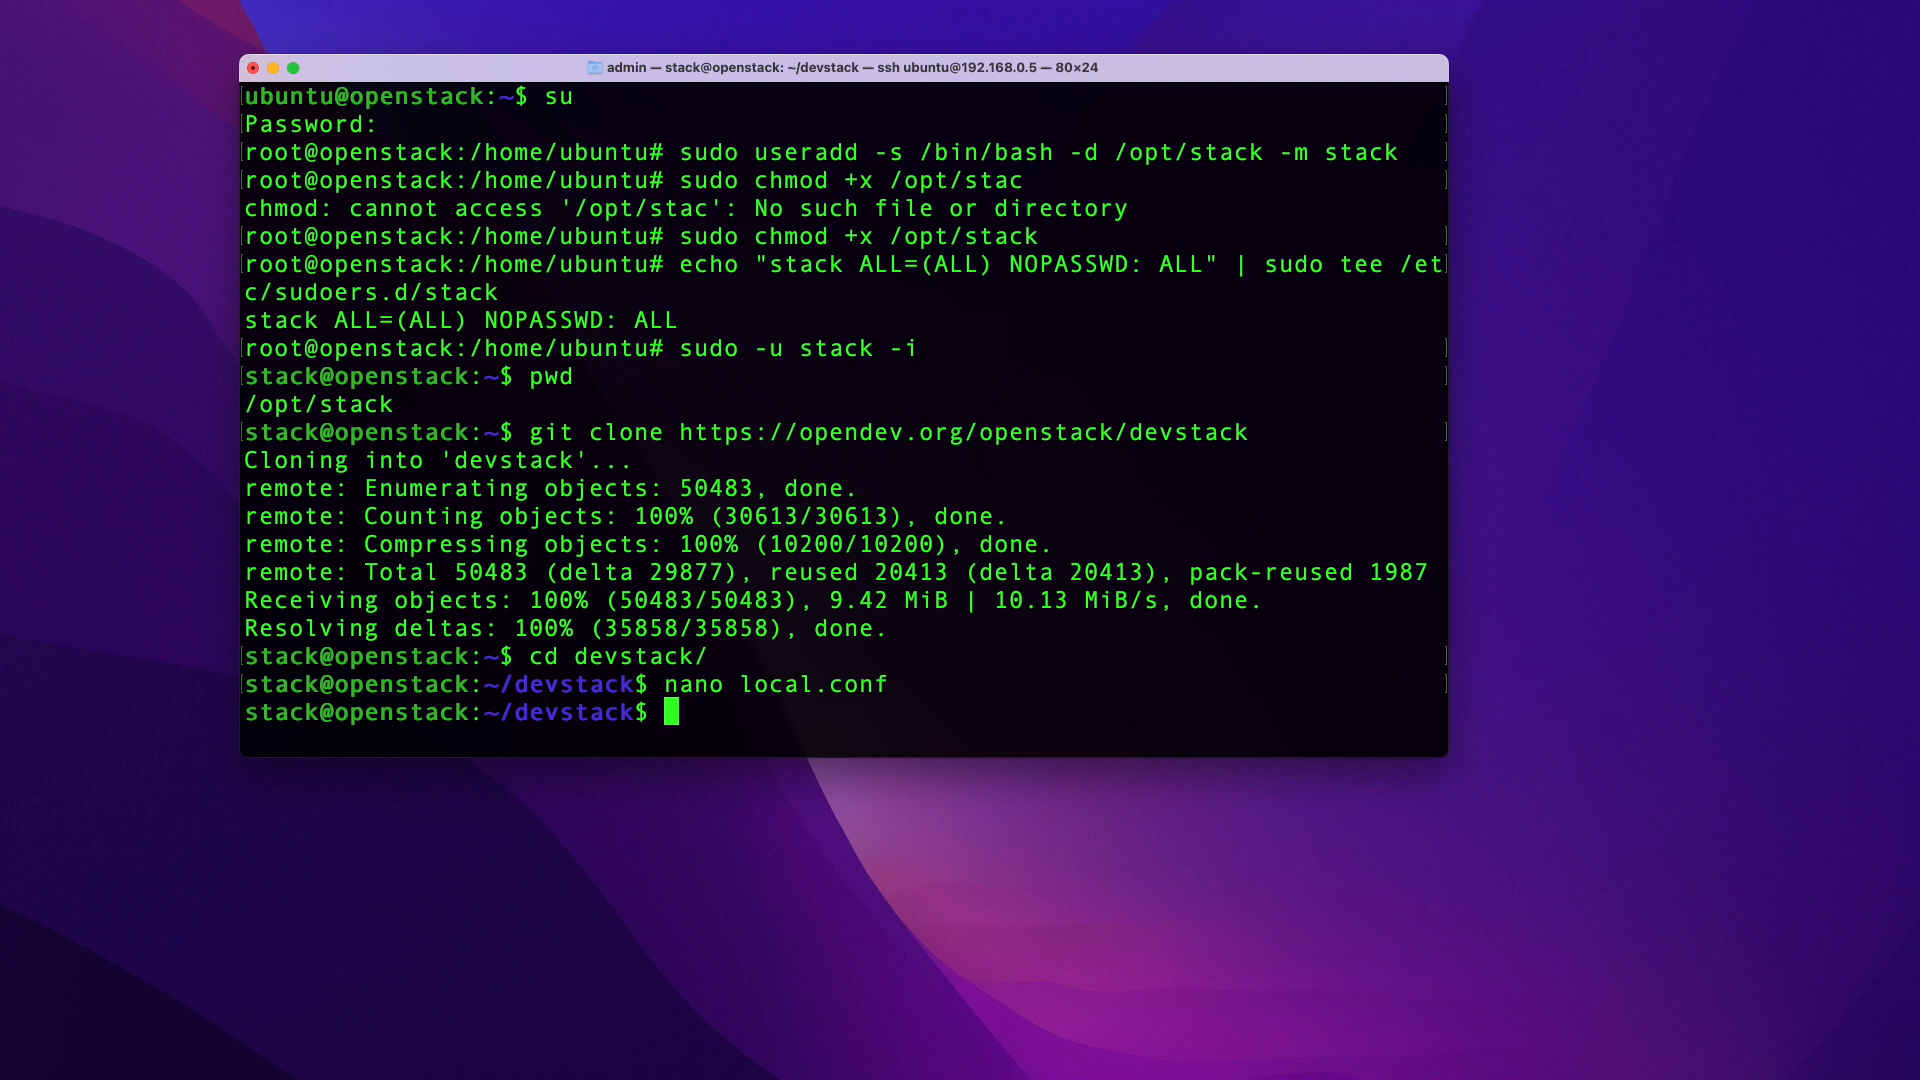 admin — stack@openstack: ~/devstack — ssh ubuntu@192.168.0.5 — 80×24
ubuntu@openstack:~$ su
Password:
root@openstack:/home/ubuntu# sudo useradd -s /bin/bash -d /opt/stack -m stack
root@openstack:/home/ubuntu# sudo chmod +x /opt/stac
chmod: cannot access '/opt/stac': No such file or directory
root@openstack:/home/ubuntu# sudo chmod +x /opt/stack
root@openstack:/home/ubuntu# echo "stack ALL=(ALL) NOPASSWD: ALL" | sudo tee /et
c/sudoers.d/stack
stack ALL=(ALL) NOPASSWD: ALL
root@openstack:/home/ubuntu# sudo -u stack -i
stack@openstack:~$ pwd
/opt/stack
stack@openstack:~$ git clone https://opendev.org/openstack/devstack
Cloning into 'devstack'...
remote: Enumerating objects: 50483, done.
remote: Counting objects: 100% (30613/30613), done.
remote: Compressing objects: 100% (10200/10200), done.
remote: Total 50483 (delta 29877), reused 20413 (delta 20413), pack-reused 1987
Receiving objects: 100% (50483/50483), 9.42 MiB | 10.13 MiB/s, done.
Resolving deltas: 100% (35858/35858), done.
stack@openstack:~$ cd devstack/
stack@openstack:~/devstack$ nano local.conf
stack@openstack:~/devstack$